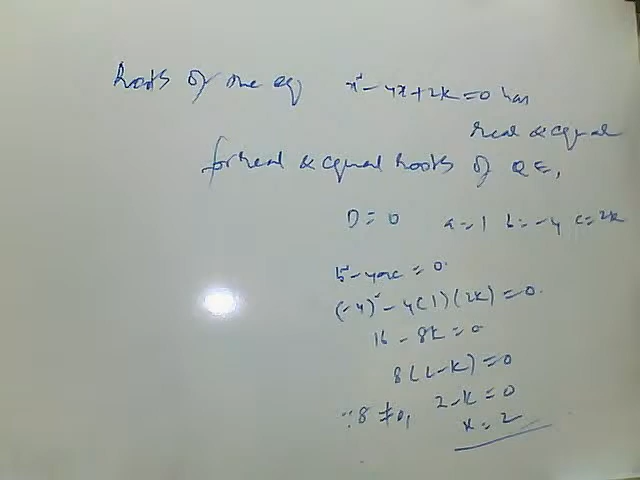 Roots of the eq x² - 4x + 2k = 0 has
real & equal
for real & equal roots of QE,
D = 0 a = 1 b = -4 c = 2k
b² - 4ac = 0
(-4)² - 4(1)(2k) = 0
16 - 8k = 0
8(2-k) = 0
∵ 8 ≠ 0, 2-k = 0
k = 2